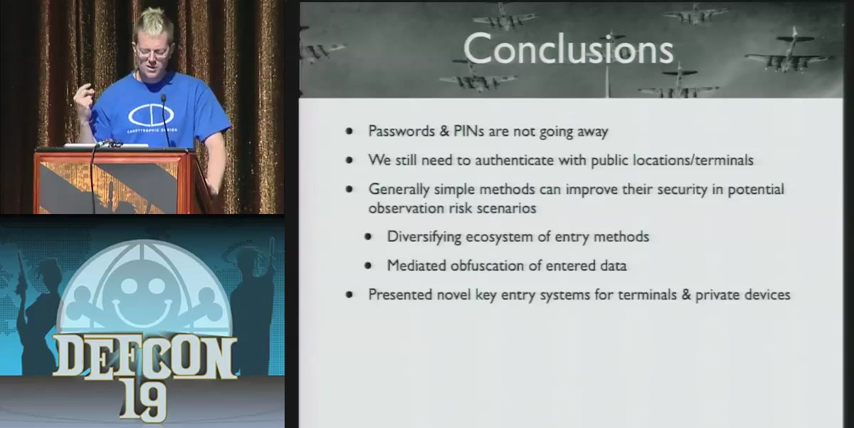 Conclusions
Passwords & PINs are not going away
We still need to authenticate with public locations/terminals
Generally simple methods can improve their security in potential
observation risk scenarios
Diversifying ecosystem of entry methods
Mediated obfuscation of entered data
Presented novel key entry systems for terminals & private devices
DEFCON
19